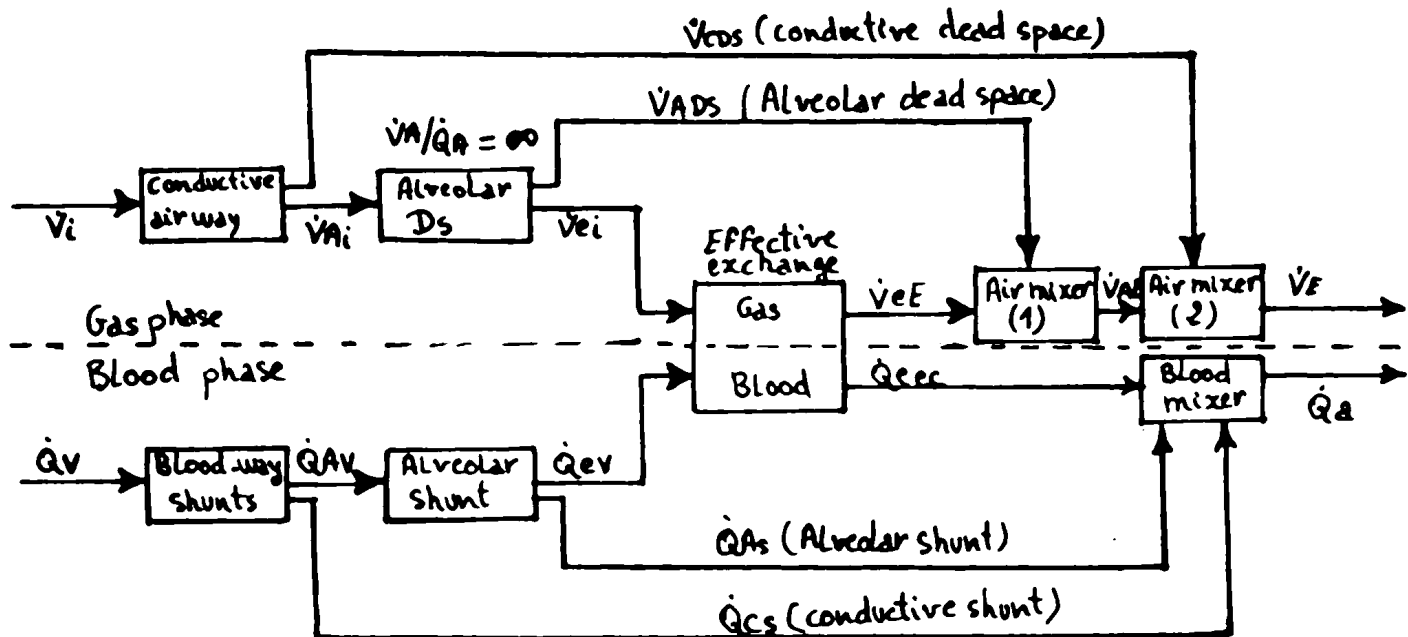 V̇CDS (conductive dead space)
V̇ADS (Alveolar dead space)
V̇A/Q̇A = ∞
Conductive
airway
Alveolar
Ds
V̇i
V̇Ai
V̇ei
Effective
exchange
Gas
Blood
V̇eE
Air mixer
(1)
V̇AE
Air mixer
(2)
V̇E
Gas phase
Blood phase
Q̇eec
Blood
mixer
Q̇a
Q̇v
Blood-way
shunts
Q̇Av
Alveolar
shunt
Q̇ev
Q̇As (Alveolar shunt)
Q̇Cs (conductive shunt)